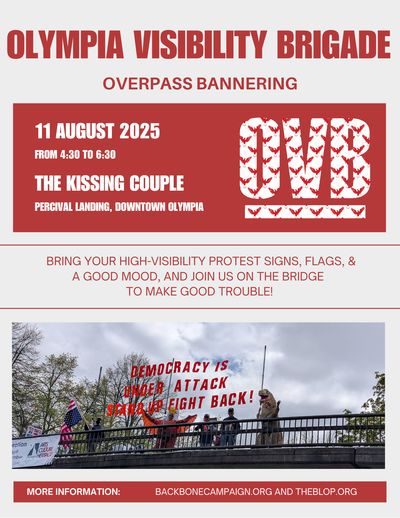 OLYMPIA VISIBILITY BRIGADE
OVERPASS BANNERING
11 AUGUST 2025
FROM 4:30 TO 6:30
THE KISSING COUPLE
PERCIVAL LANDING, DOWNTOWN OLYMPIA
OVB
BRING YOUR HIGH-VISIBILITY PROTEST SIGNS, FLAGS, &
A GOOD MOOD, AND JOIN US ON THE BRIDGE
TO MAKE GOOD TROUBLE!
DEMOCRACY IS
UNDER ATTACK
STAND UP FIGHT BACK!
MORE INFORMATION:
BACKBONECAMPAIGN.ORG AND THEBLOP.ORG